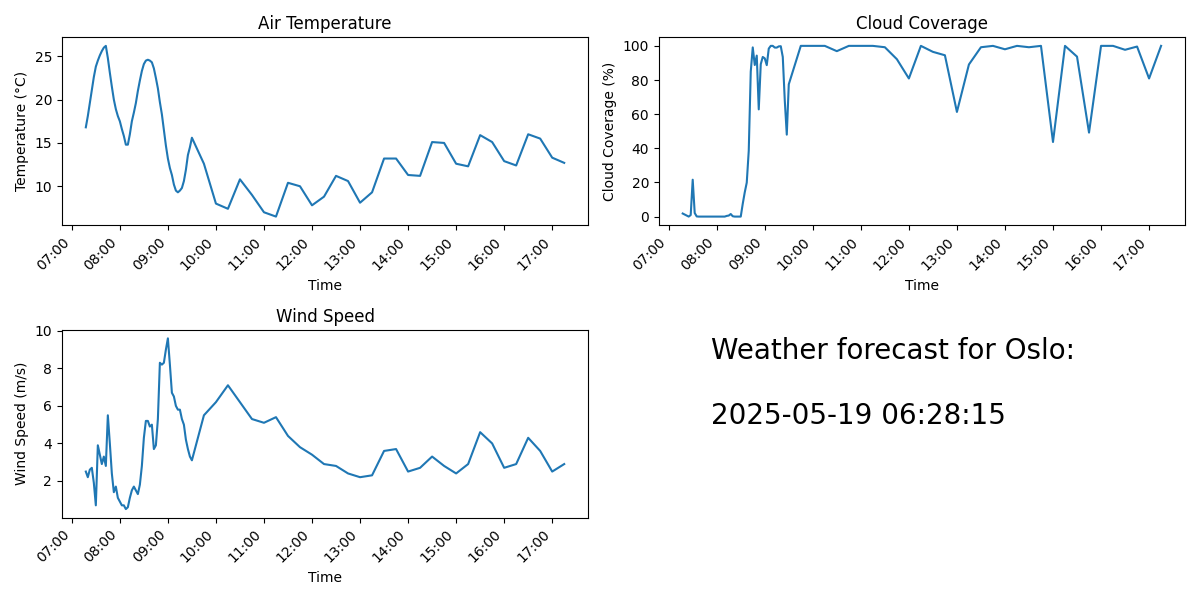 Air Temperature
Temperature (°C)
25
20
15
10
07:00 08:00 09:00 10:00 11:00 12:00 13:00 14:00 15:00 16:00 17:00
Time
Cloud Coverage
Cloud Coverage (%)
100
80
60
40
20
0
07:00 08:00 09:00 10:00 11:00 12:00 13:00 14:00 15:00 16:00 17:00
Time
Wind Speed
Wind Speed (m/s)
10
8
6
4
2
07:00 08:00 09:00 10:00 11:00 12:00 13:00 14:00 15:00 16:00 17:00
Time
Weather forecast for Oslo:
2025-05-19 06:28:15